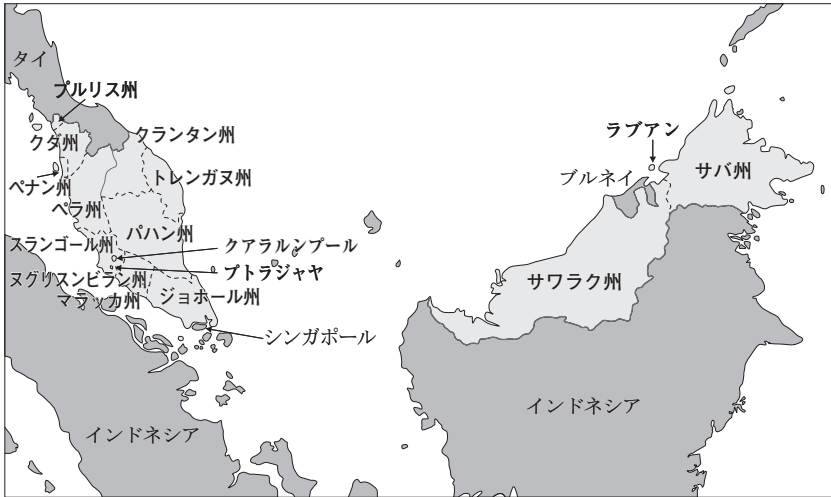 タイ
プルリス州
クダ州
クランタン州
ペナン州
トレンガヌ州
ペラ州
パハン州
スランゴール州
クアラルンプール
プトラジャヤ
ヌグリスンビラン州
マラッカ州
ジョホール州
シンガポール
インドネシア
ラブアン
ブルネイ
サバ州
サワラク州
インドネシア